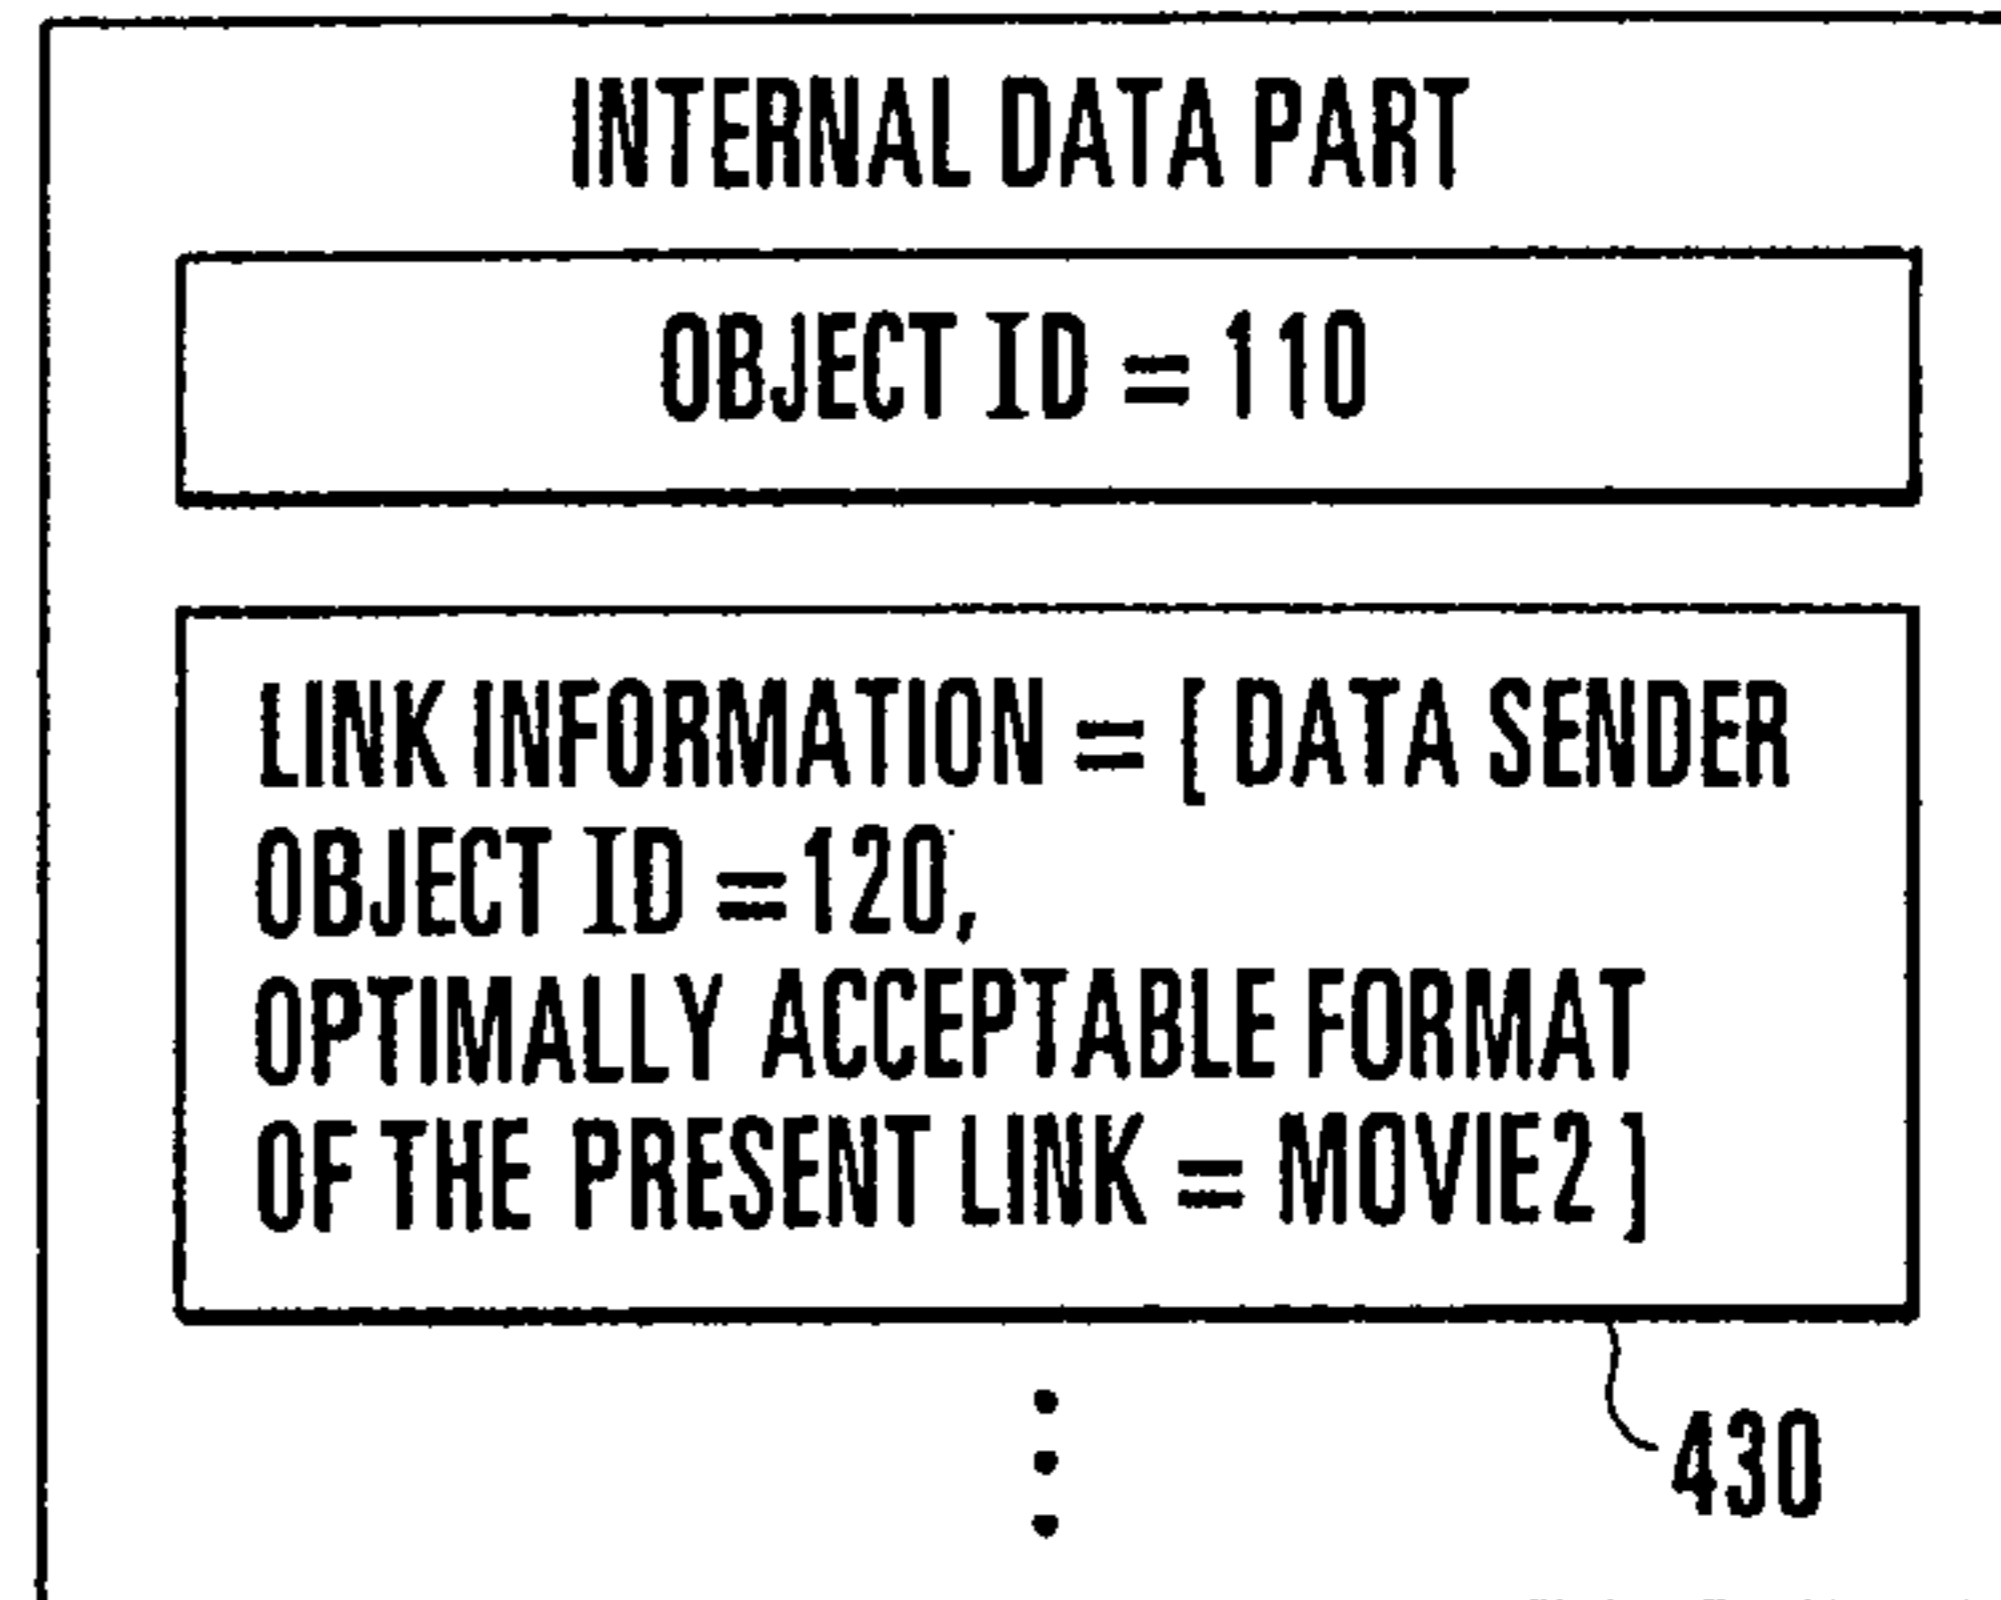 INTERNAL DATA PART
OBJECT ID = 110
LINK INFORMATION = [ DATA SENDER
OBJECT ID =120,
OPTIMALLY ACCEPTABLE FORMAT
OF THE PRESENT LINK = MOVIE2 ]
430